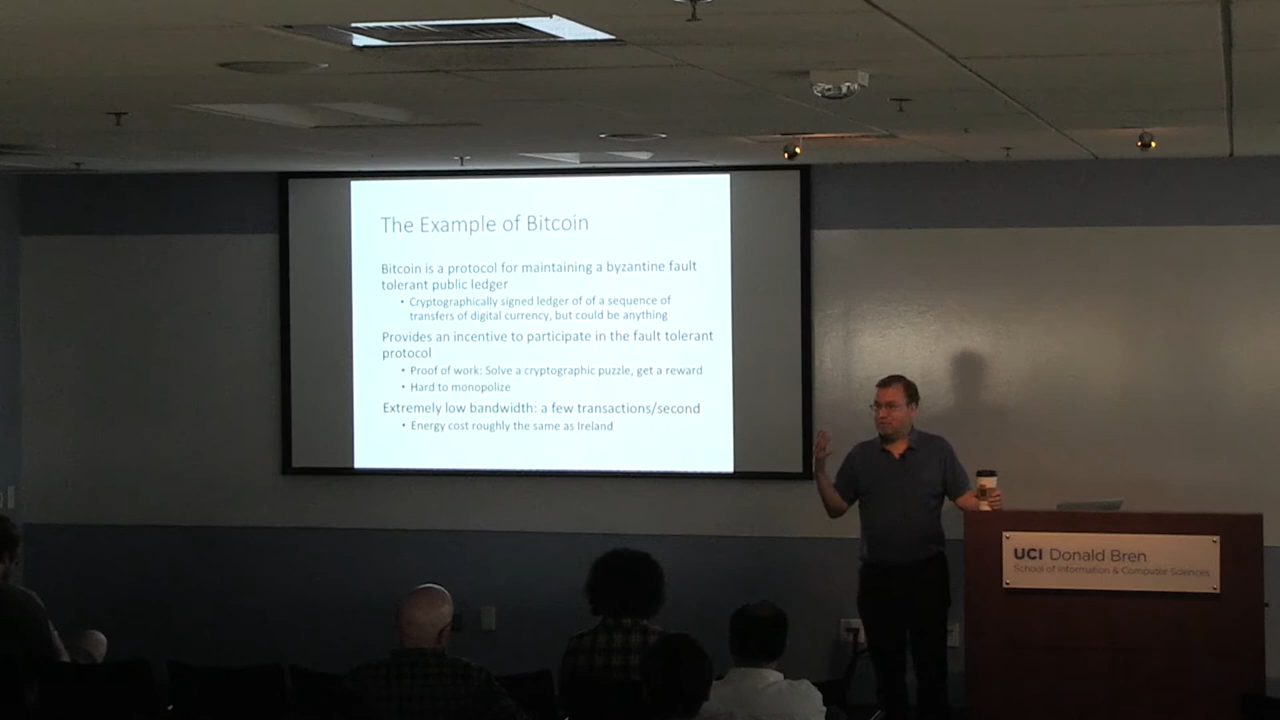 The Example of Bitcoin
Bitcoin is a protocol for maintaining a byzantine fault
tolerant public ledger
• Cryptographically signed ledger of of a sequence of
transfers of digital currency, but could be anything
Provides an incentive to participate in the fault tolerant
protocol
• Proof of work: Solve a cryptographic puzzle, get a reward
• Hard to monopolize
Extremely low bandwidth: a few transactions/second
• Energy cost roughly the same as Ireland
UCI Donald Bren
School of Information & Computer Sciences